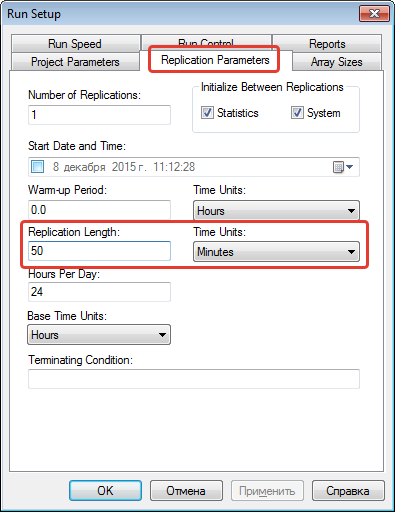 Run Setup
Run Speed Run Control Reports
Project Parameters Replication Parameters Array Sizes
Number of Replications: Initialize Between Replications
1 Statistics System
Start Date and Time:
8 декабря 2015 г. 11:12:28
Warm-up Period: Time Units:
0.0 Hours
Replication Length: Time Units:
50 Minutes
Hours Per Day:
24
Base Time Units:
Hours
Terminating Condition:
OK Отмена Применить Справка